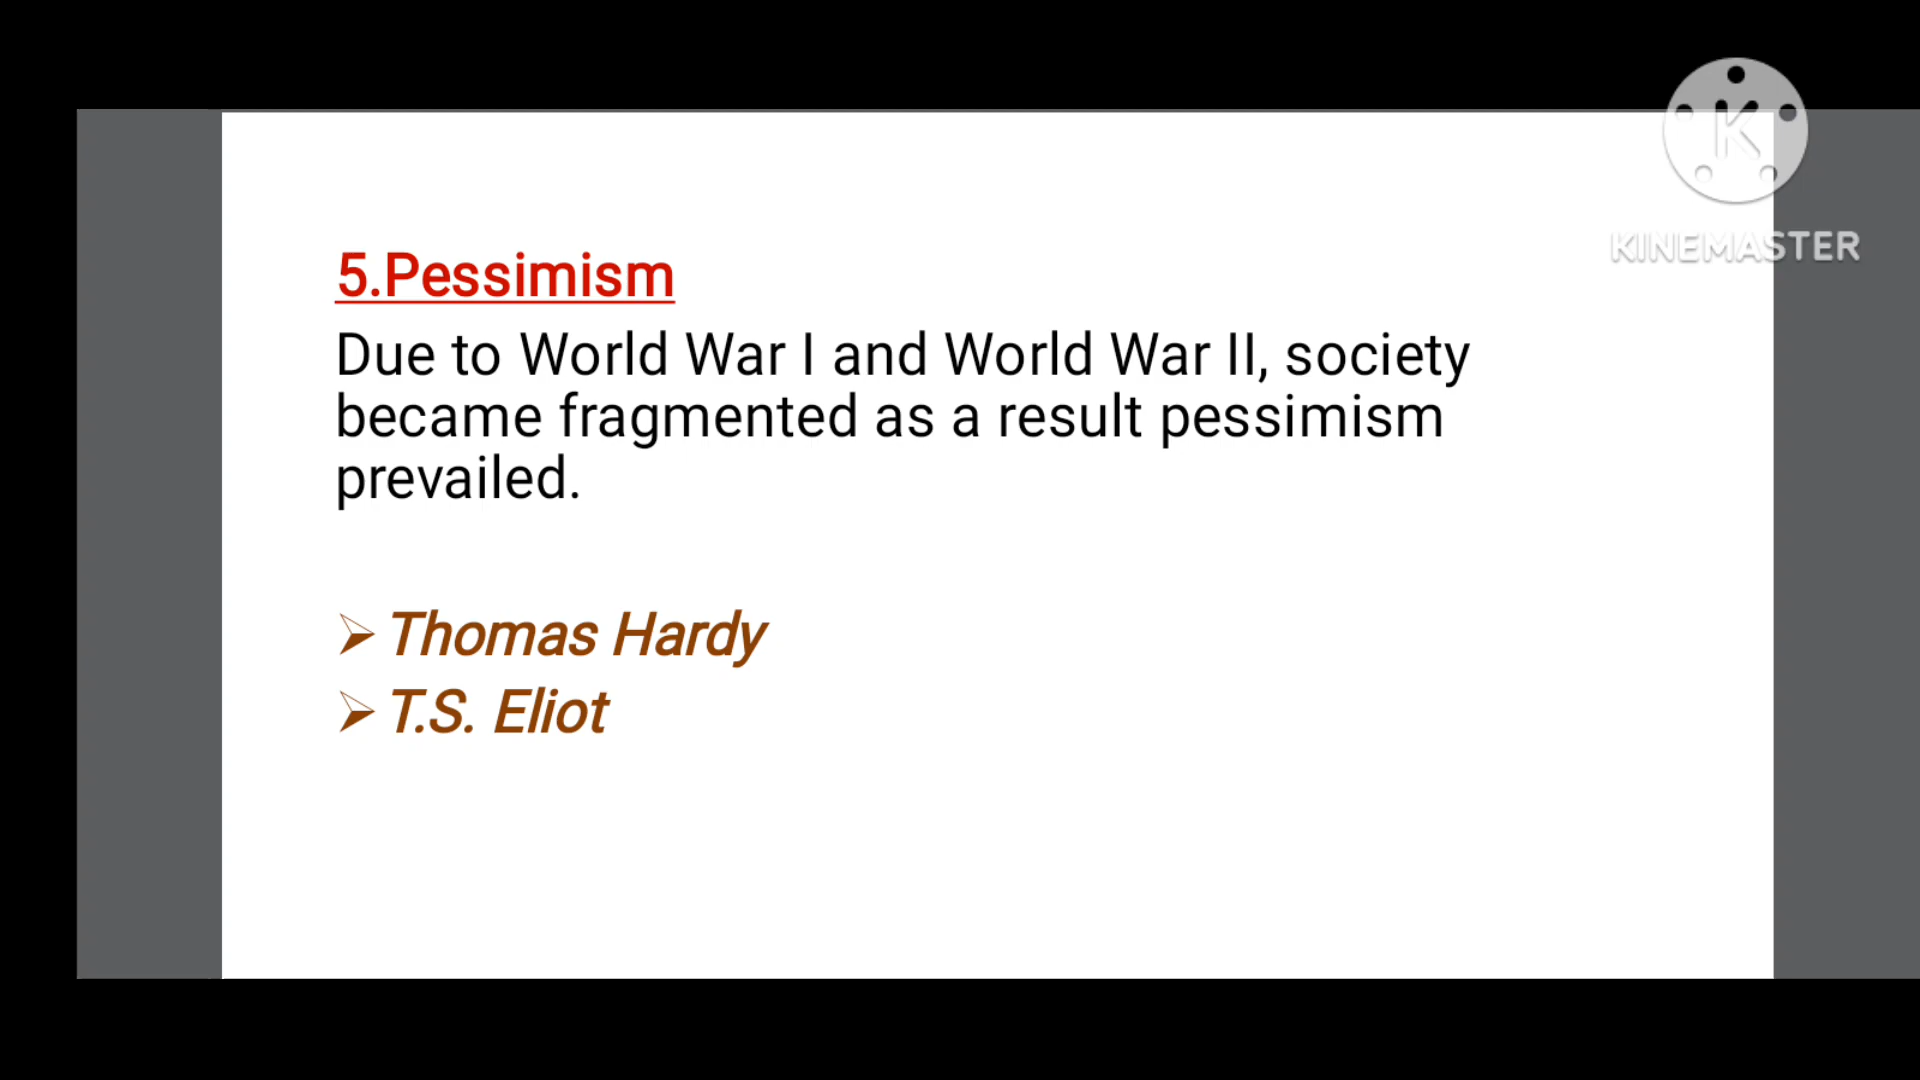 K
KINEMASTER
5.Pessimism
Due to World War I and World War II, society
became fragmented as a result pessimism
prevailed.
➢ Thomas Hardy
➢ T.S. Eliot